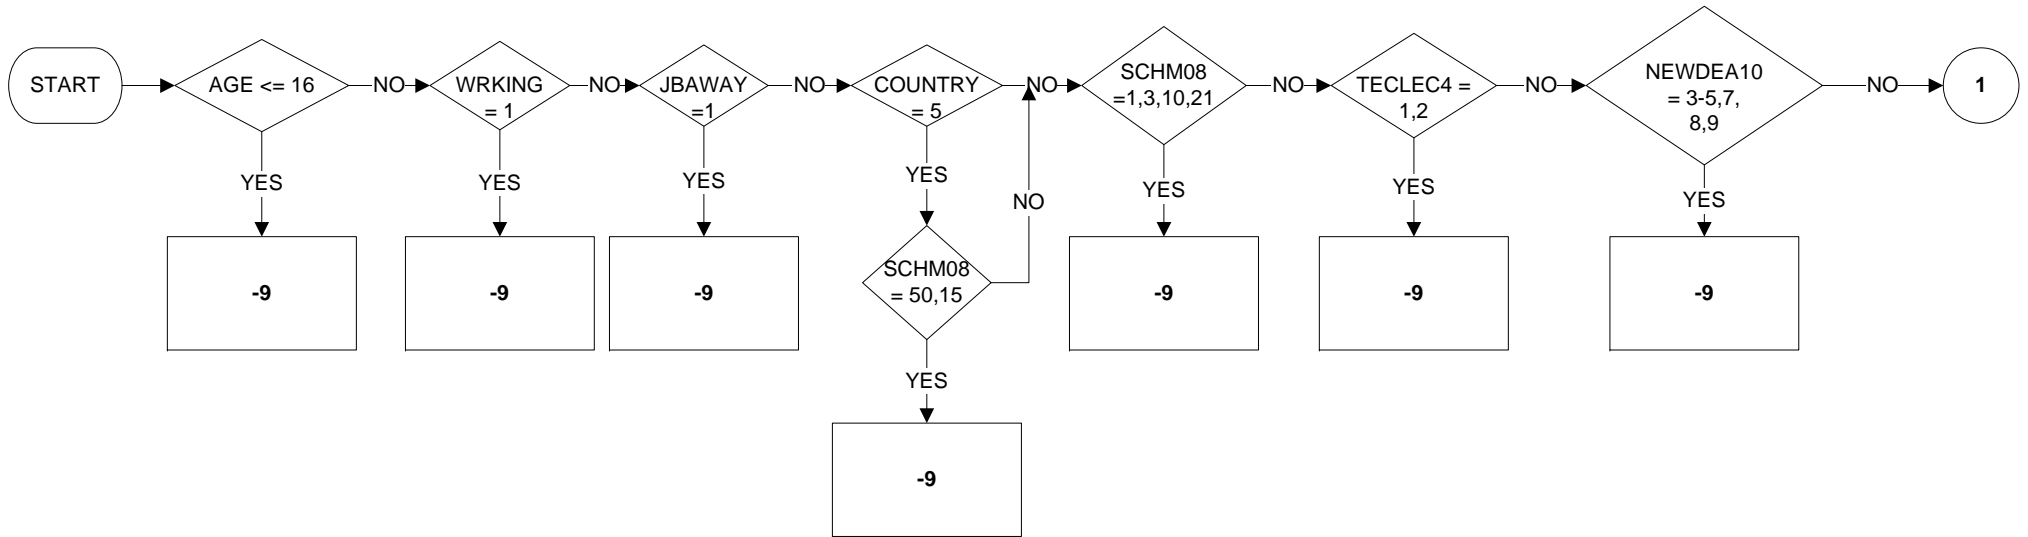 START
AGE <= 16
NO
WRKING
= 1
NO
JBAWAY
=1
NO
COUNTRY
= 5
NO
SCHM08
=1,3,10,21
NO
TECLEC4 =
1,2
NO
NEWDEA10
= 3-5,7,
8,9
NO
1
YES
YES
YES
YES
YES
YES
YES
NO
SCHM08
= 50,15
-9
-9
-9
-9
-9
-9
YES
-9